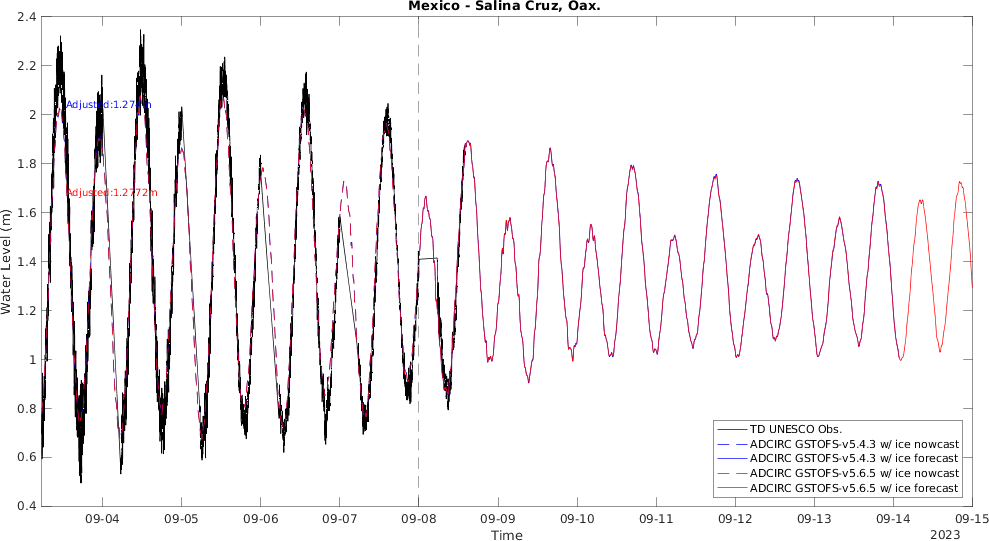 Mexico - Salina Cruz, Oax.
2.4
2.2
2
1.8
1.6
1.4
1.2
1
0.8
0.6
0.4
Water Level (m)
Adjusted:1.2772m
TD UNESCO Obs.
ADCIRC GSTOFS-v5.4.3 w/ ice nowcast
ADCIRC GSTOFS-v5.4.3 w/ ice forecast
ADCIRC GSTOFS-v5.6.5 w/ ice nowcast
ADCIRC GSTOFS-v5.6.5 w/ ice forecast
09-04 09-05 09-06 09-07 09-08 09-09 09-10 09-11 09-12 09-13 09-14 09-15
Time
2023